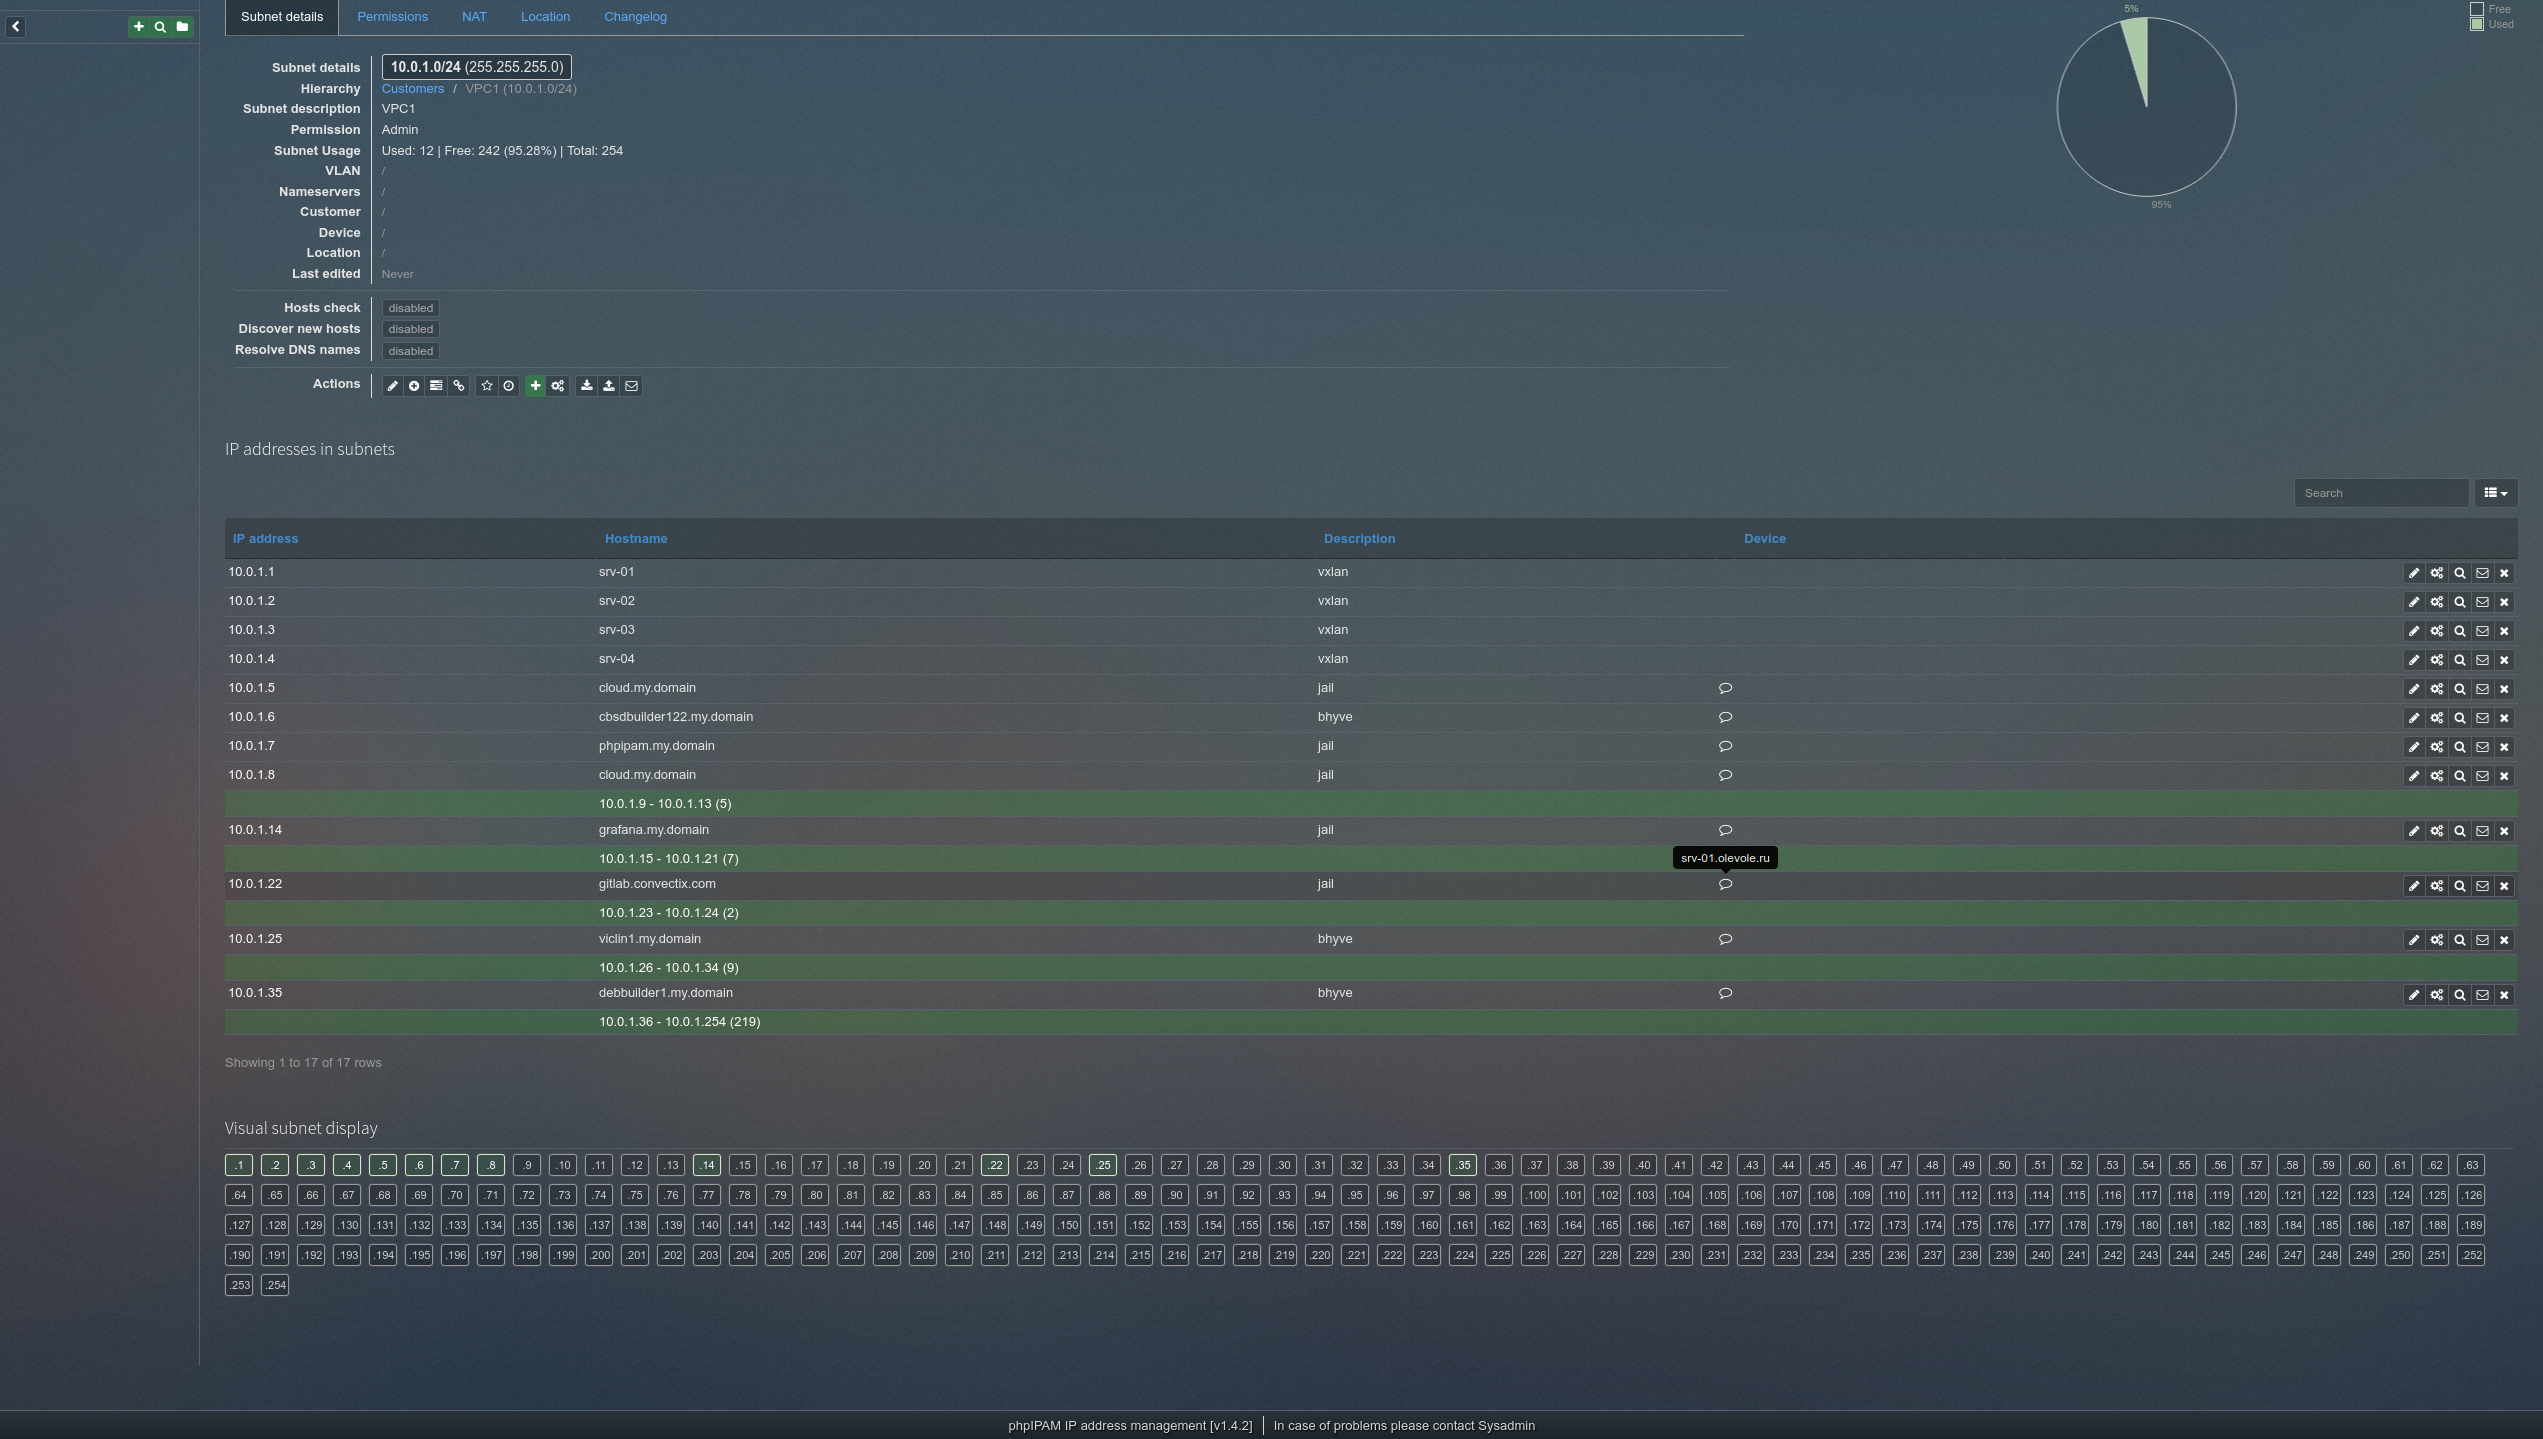 Subnet details Permissions NAT Location Changelog
5%
Free
Used
95%
Subnet details 10.0.1.0/24 (255.255.255.0)
Hierarchy Customers / VPC1 (10.0.1.0/24)
Subnet description VPC1
Permission Admin
Subnet Usage Used: 12 | Free: 242 (95.28%) | Total: 254
VLAN /
Nameservers /
Customer /
Device /
Location /
Last edited Never
Hosts check disabled
Discover new hosts disabled
Resolve DNS names disabled
Actions
IP addresses in subnets
Search
IP address Hostname Description Device
10.0.1.1 srv-01 vxlan
10.0.1.2 srv-02 vxlan
10.0.1.3 srv-03 vxlan
10.0.1.4 srv-04 vxlan
10.0.1.5 cloud.my.domain jail
10.0.1.6 cbsdbuilder122.my.domain bhyve
10.0.1.7 phpipam.my.domain jail
10.0.1.8 cloud.my.domain jail
10.0.1.9 - 10.0.1.13 (5)
10.0.1.14 grafana.my.domain jail
10.0.1.15 - 10.0.1.21 (7) srv-01.olevole.ru
10.0.1.22 gitlab.convectix.com jail
10.0.1.23 - 10.0.1.24 (2)
10.0.1.25 viclin1.my.domain bhyve
10.0.1.26 - 10.0.1.34 (9)
10.0.1.35 debbuilder1.my.domain bhyve
10.0.1.36 - 10.0.1.254 (219)
Showing 1 to 17 of 17 rows
Visual subnet display
.1 .2 .3 .4 .5 .6 .7 .8 .9 .10 .11 .12 .13 .14 .15 .16 .17 .18 .19 .20 .21 .22 .23 .24 .25 .26 .27 .28 .29 .30 .31 .32 .33 .34 .35 .36 .37 .38 .39 .40 .41 .42 .43 .44 .45 .46 .47 .48 .49 .50 .51 .52 .53 .54 .55 .56 .57 .58 .59 .60 .61 .62 .63
.64 .65 .66 .67 .68 .69 .70 .71 .72 .73 .74 .75 .76 .77 .78 .79 .80 .81 .82 .83 .84 .85 .86 .87 .88 .89 .90 .91 .92 .93 .94 .95 .96 .97 .98 .99 .100 .101 .102 .103 .104 .105 .106 .107 .108 .109 .110 .111 .112 .113 .114 .115 .116 .117 .118 .119 .120 .121 .122 .123 .124 .125 .126
.127 .128 .129 .130 .131 .132 .133 .134 .135 .136 .137 .138 .139 .140 .141 .142 .143 .144 .145 .146 .147 .148 .149 .150 .151 .152 .153 .154 .155 .156 .157 .158 .159 .160 .161 .162 .163 .164 .165 .166 .167 .168 .169 .170 .171 .172 .173 .174 .175 .176 .177 .178 .179 .180 .181 .182 .183 .184 .185 .186 .187 .188 .189
.190 .191 .192 .193 .194 .195 .196 .197 .198 .199 .200 .201 .202 .203 .204 .205 .206 .207 .208 .209 .210 .211 .212 .213 .214 .215 .216 .217 .218 .219 .220 .221 .222 .223 .224 .225 .226 .227 .228 .229 .230 .231 .232 .233 .234 .235 .236 .237 .238 .239 .240 .241 .242 .243 .244 .245 .246 .247 .248 .249 .250 .251 .252
.253 .254
phpIPAM IP address management [v1.4.2] In case of problems please contact Sysadmin